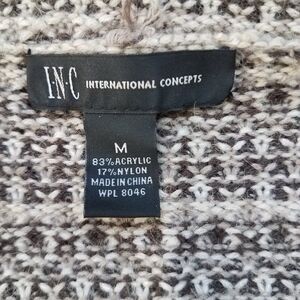 I·N·C INTERNATIONAL CONCEPTS
M
83% ACRYLIC
17% NYLON
MADE IN CHINA
WPL 8046